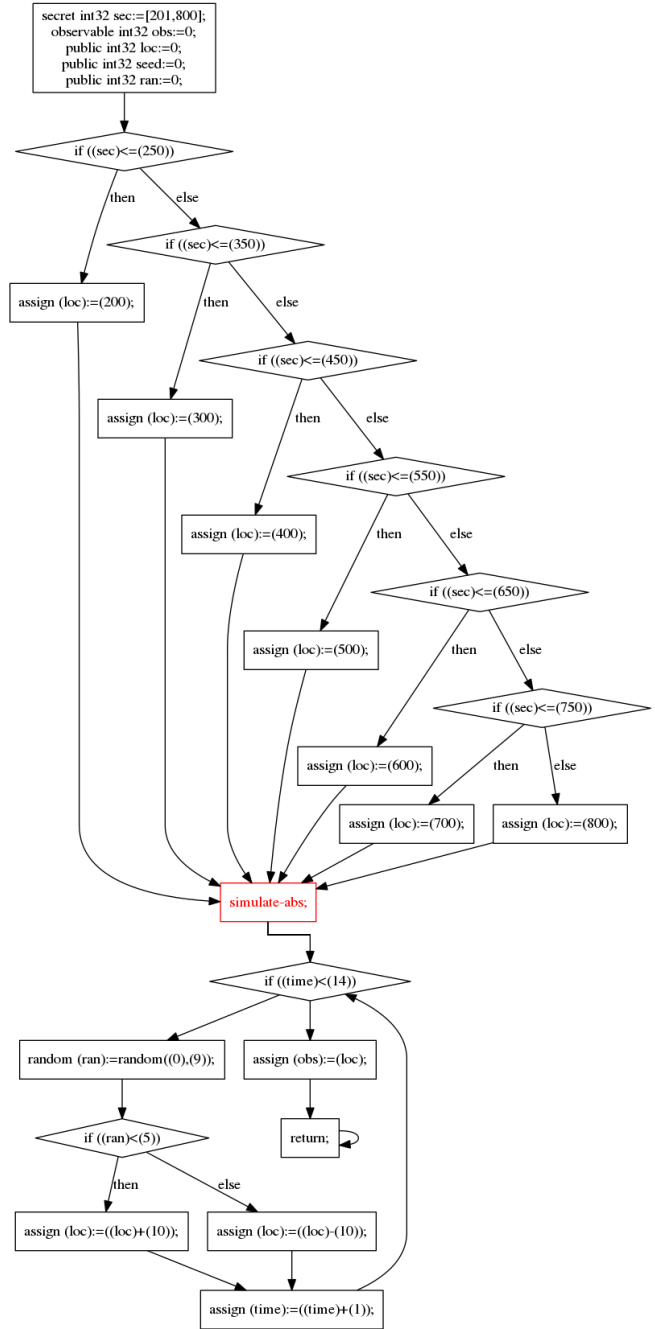 secret int32 sec:=[201,800];
observable int32 obs:=0;
public int32 loc:=0;
public int32 seed:=0;
public int32 ran:=0;
if ((sec)<=(250))
then
else
if ((sec)<=(350))
assign (loc):=(200);
then
else
if ((sec)<=(450))
assign (loc):=(300);
then
else
if ((sec)<=(550))
assign (loc):=(400);
then
else
if ((sec)<=(650))
assign (loc):=(500);
then
else
if ((sec)<=(750))
assign (loc):=(600);
then
else
assign (loc):=(700);
assign (loc):=(800);
simulate-abs;
if ((time)<(14))
random (ran):=random((0),(9));
assign (obs):=(loc);
if ((ran)<(5))
return;
then
else
assign (loc):=((loc)+(10));
assign (loc):=((loc)-(10));
assign (time):=((time)+(1));